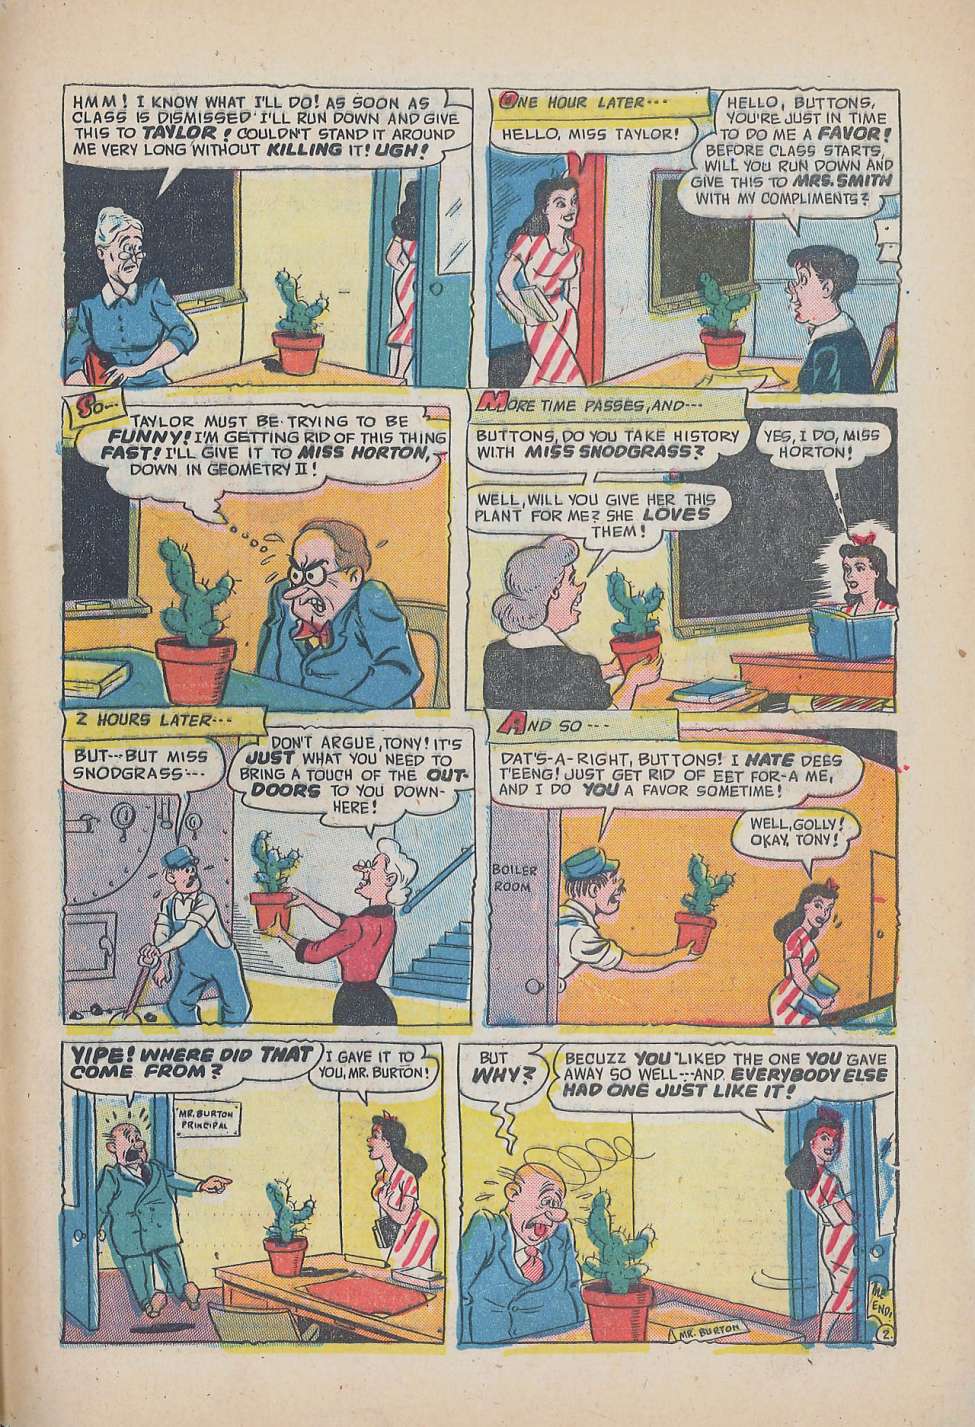 HMM! I KNOW WHAT I'LL DO! AS SOON AS
CLASS IS DISMISSED I'LL RUN DOWN AND GIVE
THIS TO TAYLOR! COULDN'T STAND IT AROUND
ME VERY LONG WITHOUT KILLING IT! UGH!
ONE HOUR LATER---
HELLO, MISS TAYLOR!
HELLO, BUTTONS,
YOU'RE JUST IN TIME
TO DO ME A FAVOR!
BEFORE CLASS STARTS,
WILL YOU RUN DOWN AND
GIVE THIS TO MRS. SMITH
WITH MY COMPLIMENTS?
SO---
TAYLOR MUST BE TRYING TO BE
FUNNY! I'M GETTING RID OF THIS THING
FAST! I'LL GIVE IT TO MISS HORTON,
DOWN IN GEOMETRY II!
MORE TIME PASSES, AND---
BUTTONS, DO YOU TAKE HISTORY
WITH MISS SNODGRASS?
YES, I DO, MISS
HORTON!
WELL, WILL YOU GIVE HER THIS
PLANT FOR ME? SHE LOVES
THEM!
2 HOURS LATER---
BUT---BUT MISS
SNODGRASS---
DON'T ARGUE, TONY! IT'S
JUST WHAT YOU NEED TO
BRING A TOUCH OF THE OUT-
DOORS TO YOU DOWN-
HERE!
AND SO---
DAT'S-A-RIGHT, BUTTONS! I HATE DEES
T'EENG! JUST GET RID OF EET FOR-A ME,
AND I DO YOU A FAVOR SOMETIME!
WELL, GOLLY!
OKAY, TONY!
BOILER
ROOM
YIPE! WHERE DID THAT
COME FROM?
I GAVE IT TO
YOU, MR. BURTON!
MR. BURTON
PRINCIPAL
BUT
WHY?
BECUZZ YOU LIKED THE ONE YOU GAVE
AWAY SO WELL---AND EVERYBODY ELSE
HAD ONE JUST LIKE IT!
MR. BURTON
THE
END!
2